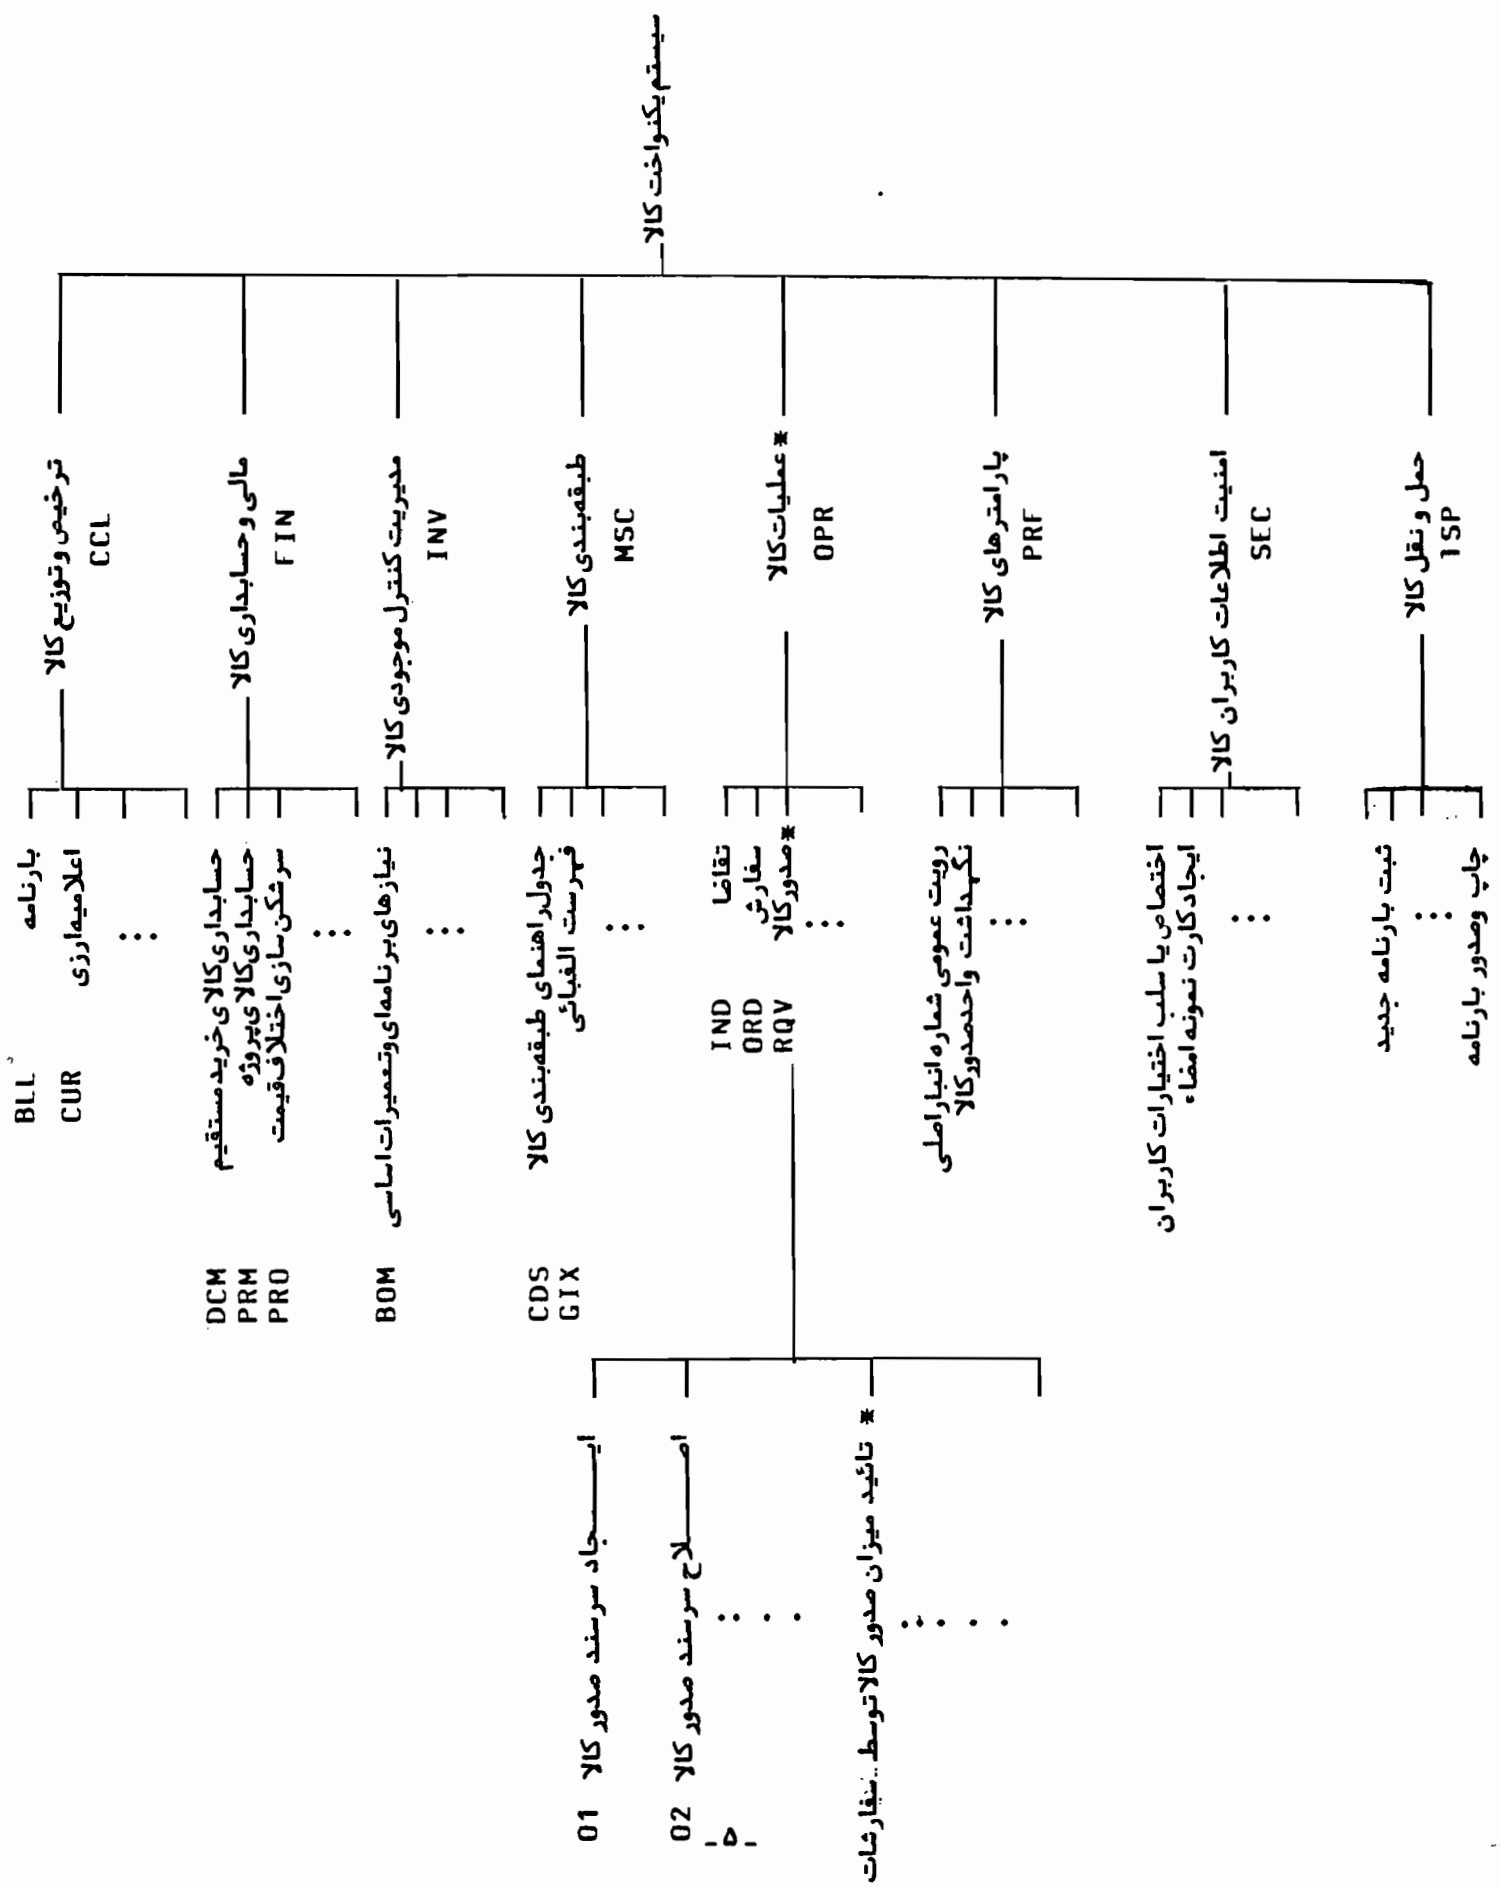 سیستم یکنواخت کالا
ترخیص و توزیع کالا
CCL
بارنامه BLL
اعلامیه ارزی CUR
مالی و حسابداری کالا
FIN
حسابداری کالای خرید مستقیم DCM
حسابداری کالای پروژه PRM
سرشکن سازی اختلاف قیمت PRO
مدیریت کنترل موجودی کالا
INV
نیازهای برنامه‌ای و تعمیرات اساسی BOM
طبقه‌بندی کالا
MSC
جدول راهنمای طبقه‌بندی کالا CDS
فهرست الفبائی GIX
* عملیات کالا
OPR
تقاضا IND
سفارش ORD
* صدور کالا RQV
ایجاد سرسند صدور کالا 01
اصلاح سرسند صدور کالا 02
* تائید میزان صدور کالا توسط سفارشات
پارامترهای کالا
PRF
رویت عمومی شماره انبار اصلی
نگهداشت واحد صدور کالا
امنیت اطلاعات کاربران کالا
SEC
اختصاص یا سلب اختیارات کاربران
ایجاد کارت نمونه امضاء
حمل و نقل کالا
TSP
ثبت بارنامه جدید
چاپ وصدور بارنامه
-۵-